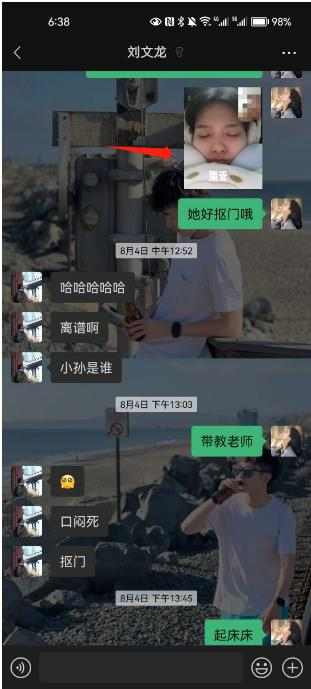 6:38
98%
刘文龙
她好抠门哦
8月4日 中午12:52
哈哈哈哈哈
离谱啊
小孙是谁
8月4日 下午13:03
带教老师
口闷死
抠门
8月4日 下午13:45
起床床